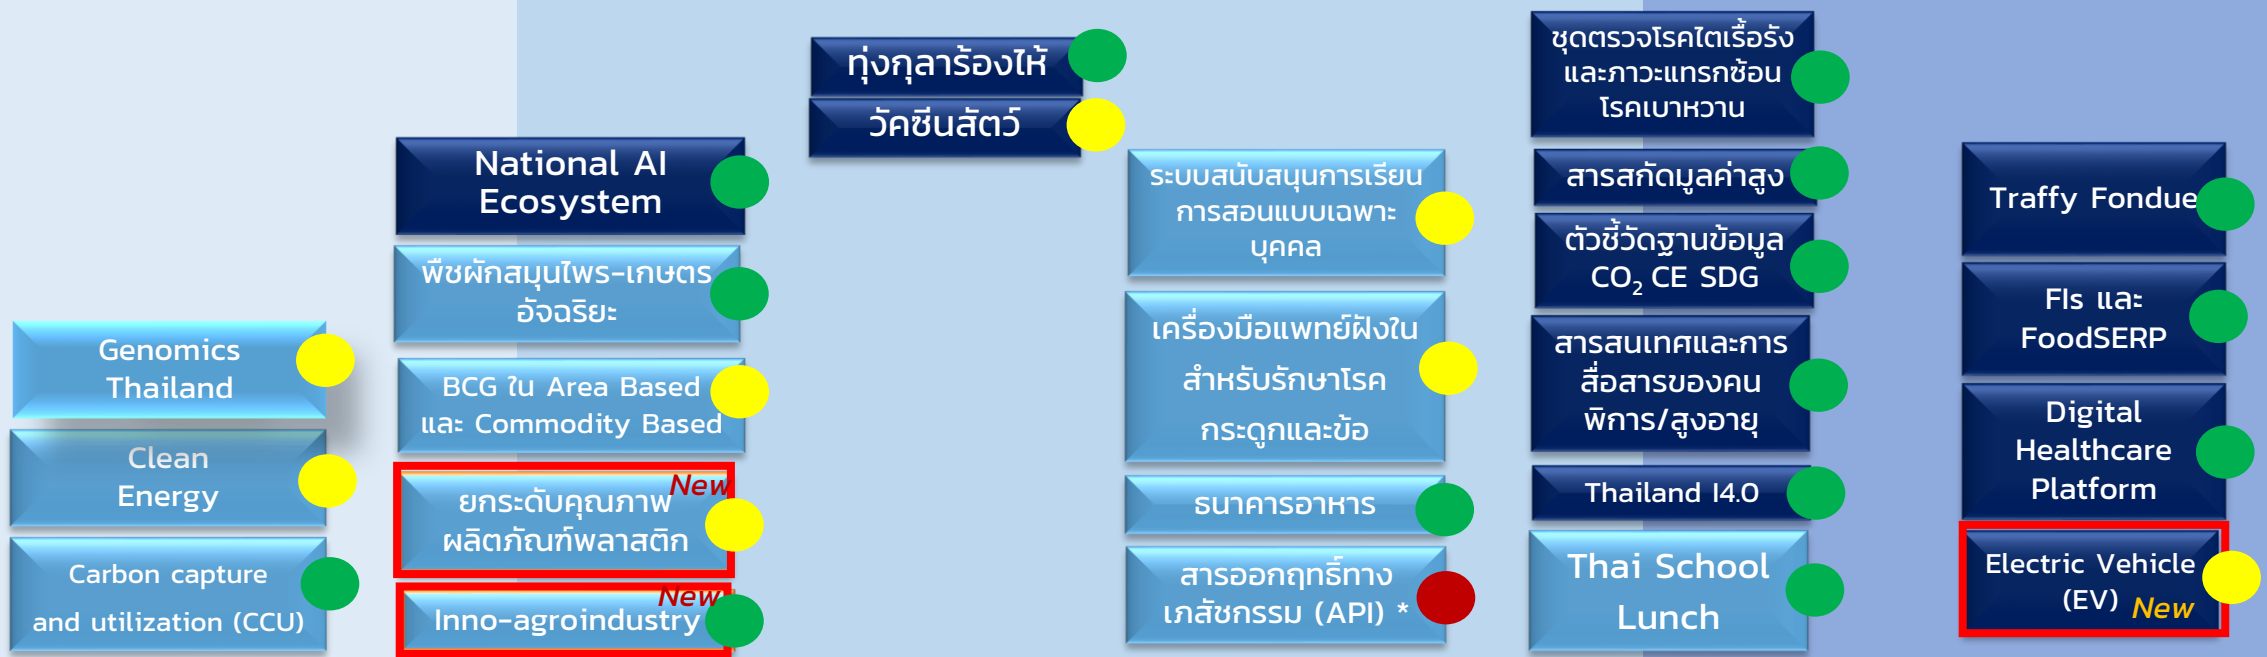 Genomics
Thailand
Clean
Energy
Carbon capture
and utilization (CCU)
National AI
Ecosystem
พืชผักสมุนไพร-เกษตร
อัจฉริยะ
BCG ใน Area Based
และ Commodity Based
New
ยกระดับคุณภาพ
ผลิตภัณฑ์พลาสติก
New
Inno-agroindustry
ทุ่งกุลาร้องไห้
วัคซีนสัตว์
ระบบสนับสนุนการเรียน
การสอนแบบเฉพาะ
บุคคล
เครื่องมือแพทย์ฝังใน
สำหรับรักษาโรค
กระดูกและข้อ
ธนาคารอาหาร
สารออกฤทธิ์ทาง
เภสัชกรรม (API) *
ชุดตรวจโรคไตเรื้อรัง
และภาวะแทรกซ้อน
โรคเบาหวาน
สารสกัดมูลค่าสูง
ตัวชี้วัดฐานข้อมูล
CO₂ CE SDG
สารสนเทศและการ
สื่อสารของคน
พิการ/สูงอายุ
Thailand I4.0
Thai School
Lunch
Traffy Fondue
FIs และ
FoodSERP
Digital
Healthcare
Platform
Electric Vehicle
(EV) New